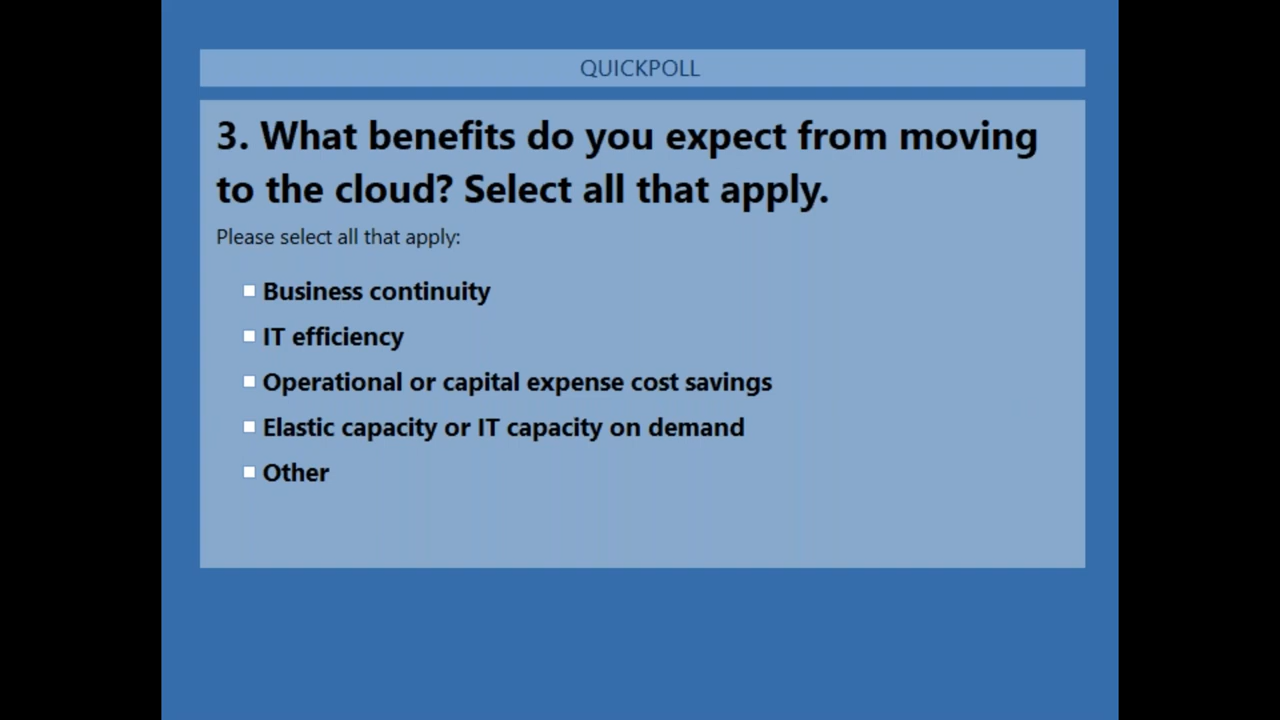 QUICKPOLL
3. What benefits do you expect from moving
to the cloud? Select all that apply.
Please select all that apply:
Business continuity
IT efficiency
Operational or capital expense cost savings
Elastic capacity or IT capacity on demand
Other